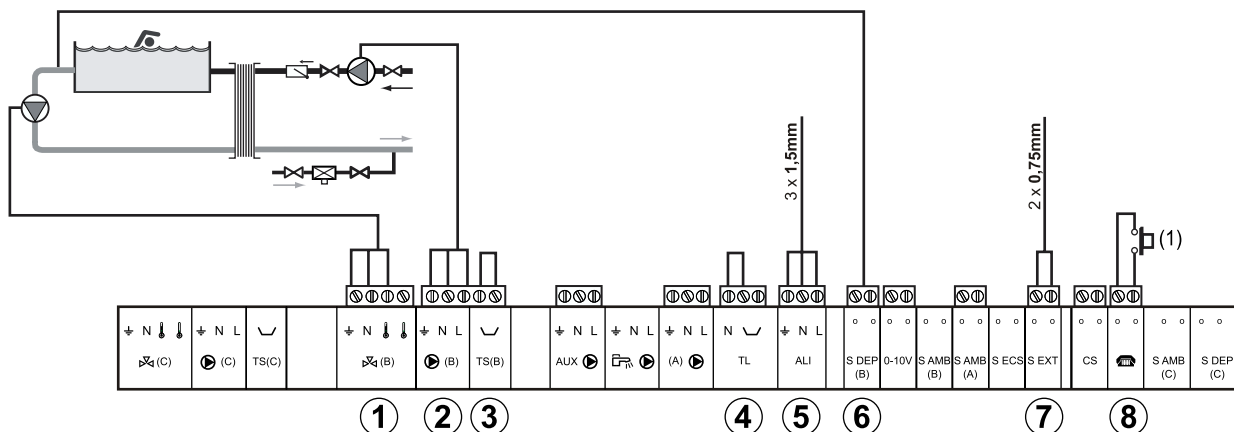 3 x 1,5mm
2 x 0,75mm
(1)
N
(C)
N L
(C)
TS(C)
N
(B)
N L
(B)
TS(B)
N L
AUX
N L
N L
(A)
N
TL
N L
ALI
S DEP
(B)
0-10V
S AMB
(B)
S AMB
(A)
S ECS
S EXT
CS
S AMB
(C)
S DEP
(C)
1
2
3
4
5
6
7
8